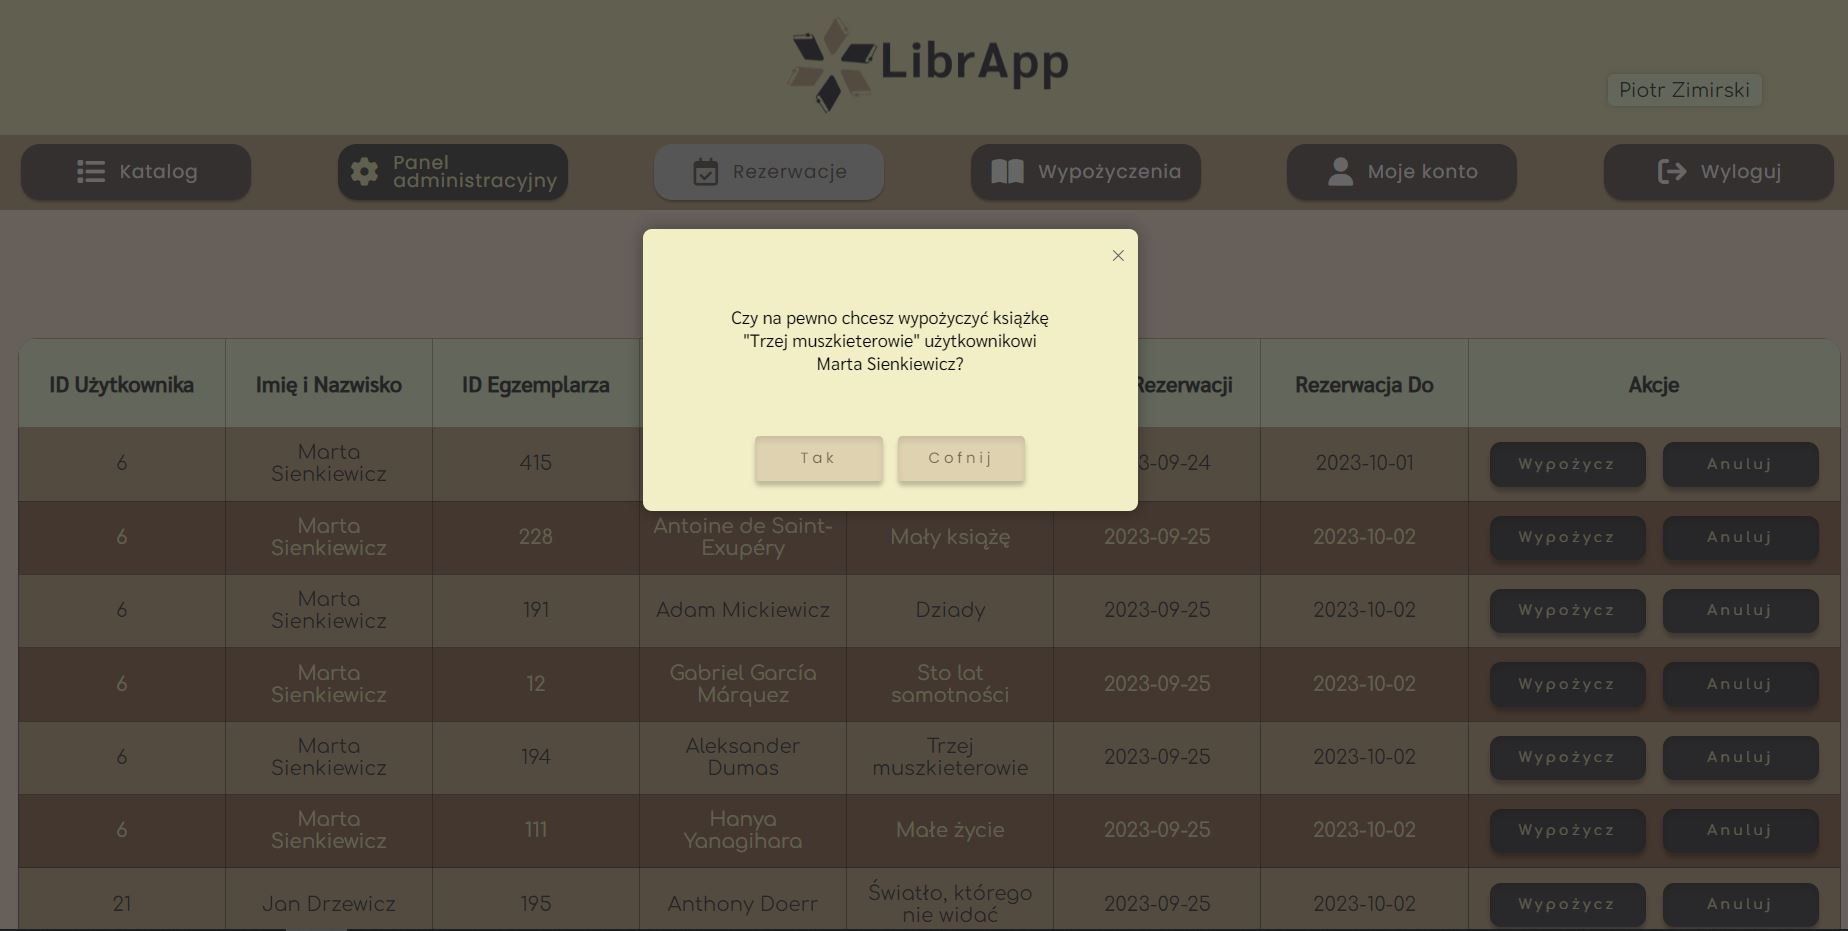 LibrApp
Piotr Zimirski
Katalog
Panel
administracyjny
Rezerwacje
Wypożyczenia
Moje konto
Wyloguj
Czy na pewno chcesz wypożyczyć książkę
"Trzej muszkieterowie" użytkownikowi
Marta Sienkiewicz?
Tak
Cofnij
ID Użytkownika
Imię i Nazwisko
ID Egzemplarza
Rezerwacji
Rezerwacja Do
Akcje
6
Marta
Sienkiewicz
415
3-09-24
2023-10-01
Wypożycz
Anuluj
6
Marta
Sienkiewicz
228
Antoine de Saint-
Exupéry
Mały książę
2023-09-25
2023-10-02
Wypożycz
Anuluj
6
Marta
Sienkiewicz
191
Adam Mickiewicz
Dziady
2023-09-25
2023-10-02
Wypożycz
Anuluj
6
Marta
Sienkiewicz
12
Gabriel García
Márquez
Sto lat
samotności
2023-09-25
2023-10-02
Wypożycz
Anuluj
6
Marta
Sienkiewicz
194
Aleksander
Dumas
Trzej
muszkieterowie
2023-09-25
2023-10-02
Wypożycz
Anuluj
6
Marta
Sienkiewicz
111
Hanya
Yanagihara
Małe życie
2023-09-25
2023-10-02
Wypożycz
Anuluj
21
Jan Drzewicz
195
Anthony Doerr
Światło, którego
nie widać
2023-09-25
2023-10-02
Wypożycz
Anuluj